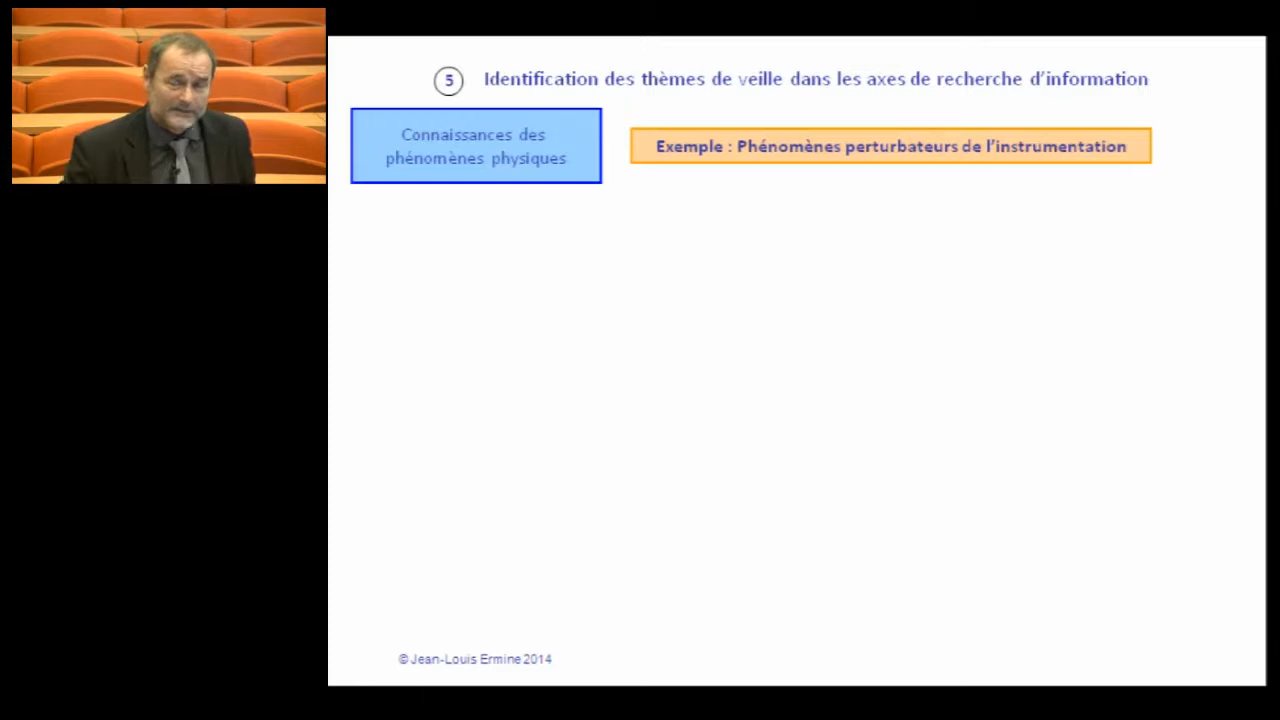 5 Identification des thèmes de veille dans les axes de recherche d'information
Connaissances des
phénomènes physiques
Exemple : Phénomènes perturbateurs de l'instrumentation
© Jean-Louis Ermine 2014